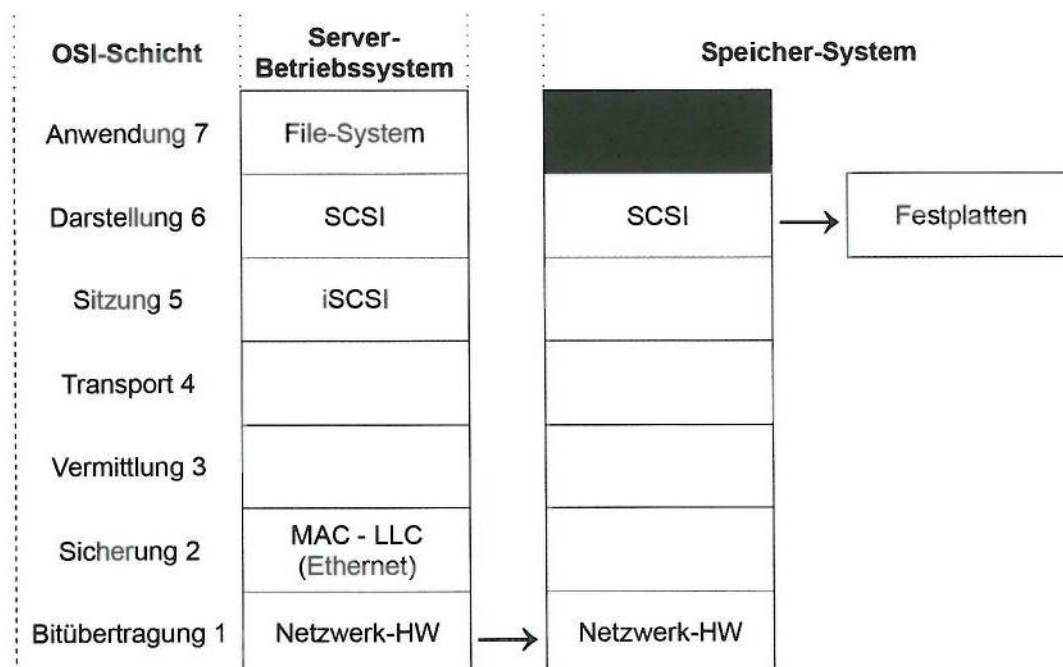 OSI-Schicht
Server-
Betriebssystem
Speicher-System
Anwendung 7
File-System
Darstellung 6
SCSI
SCSI
Festplatten
Sitzung 5
iSCSI
Transport 4
Vermittlung 3
Sicherung 2
MAC - LLC
(Ethernet)
Bitübertragung 1
Netzwerk-HW
Netzwerk-HW